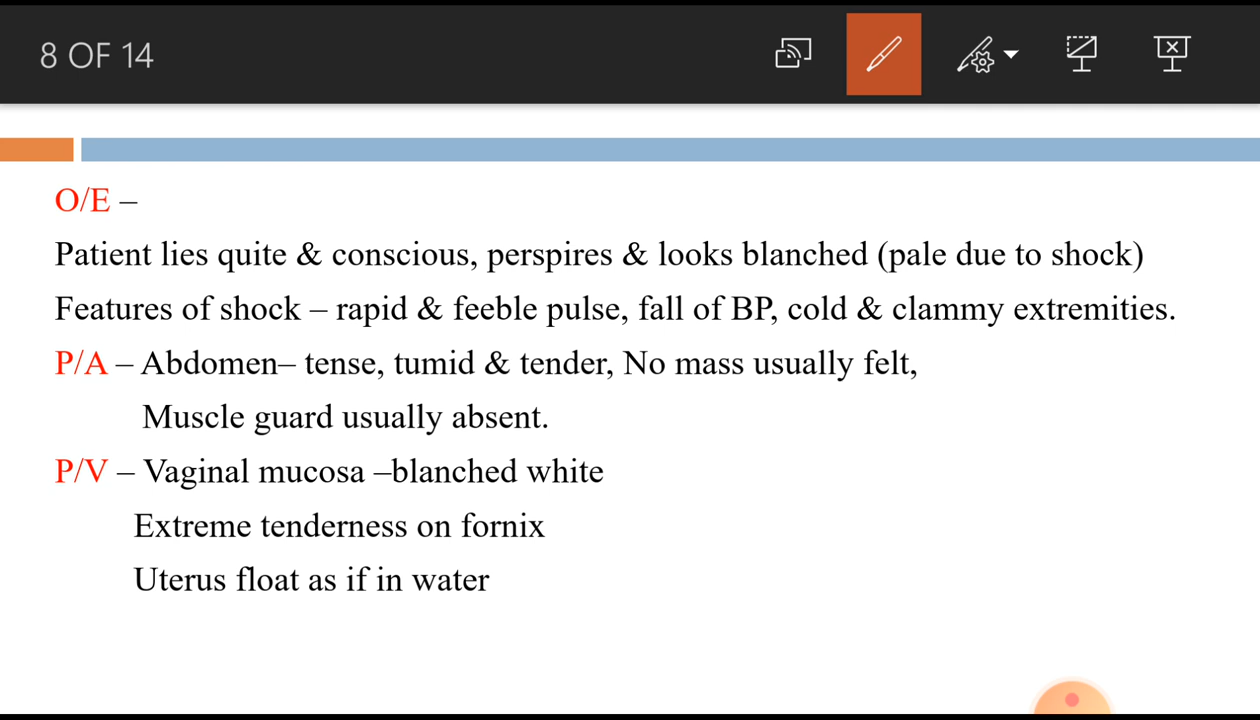 8 OF 14
O/E –
Patient lies quite & conscious, perspires & looks blanched (pale due to shock)
Features of shock – rapid & feeble pulse, fall of BP, cold & clammy extremities.
P/A – Abdomen– tense, tumid & tender, No mass usually felt,
Muscle guard usually absent.
P/V – Vaginal mucosa –blanched white
Extreme tenderness on fornix
Uterus float as if in water